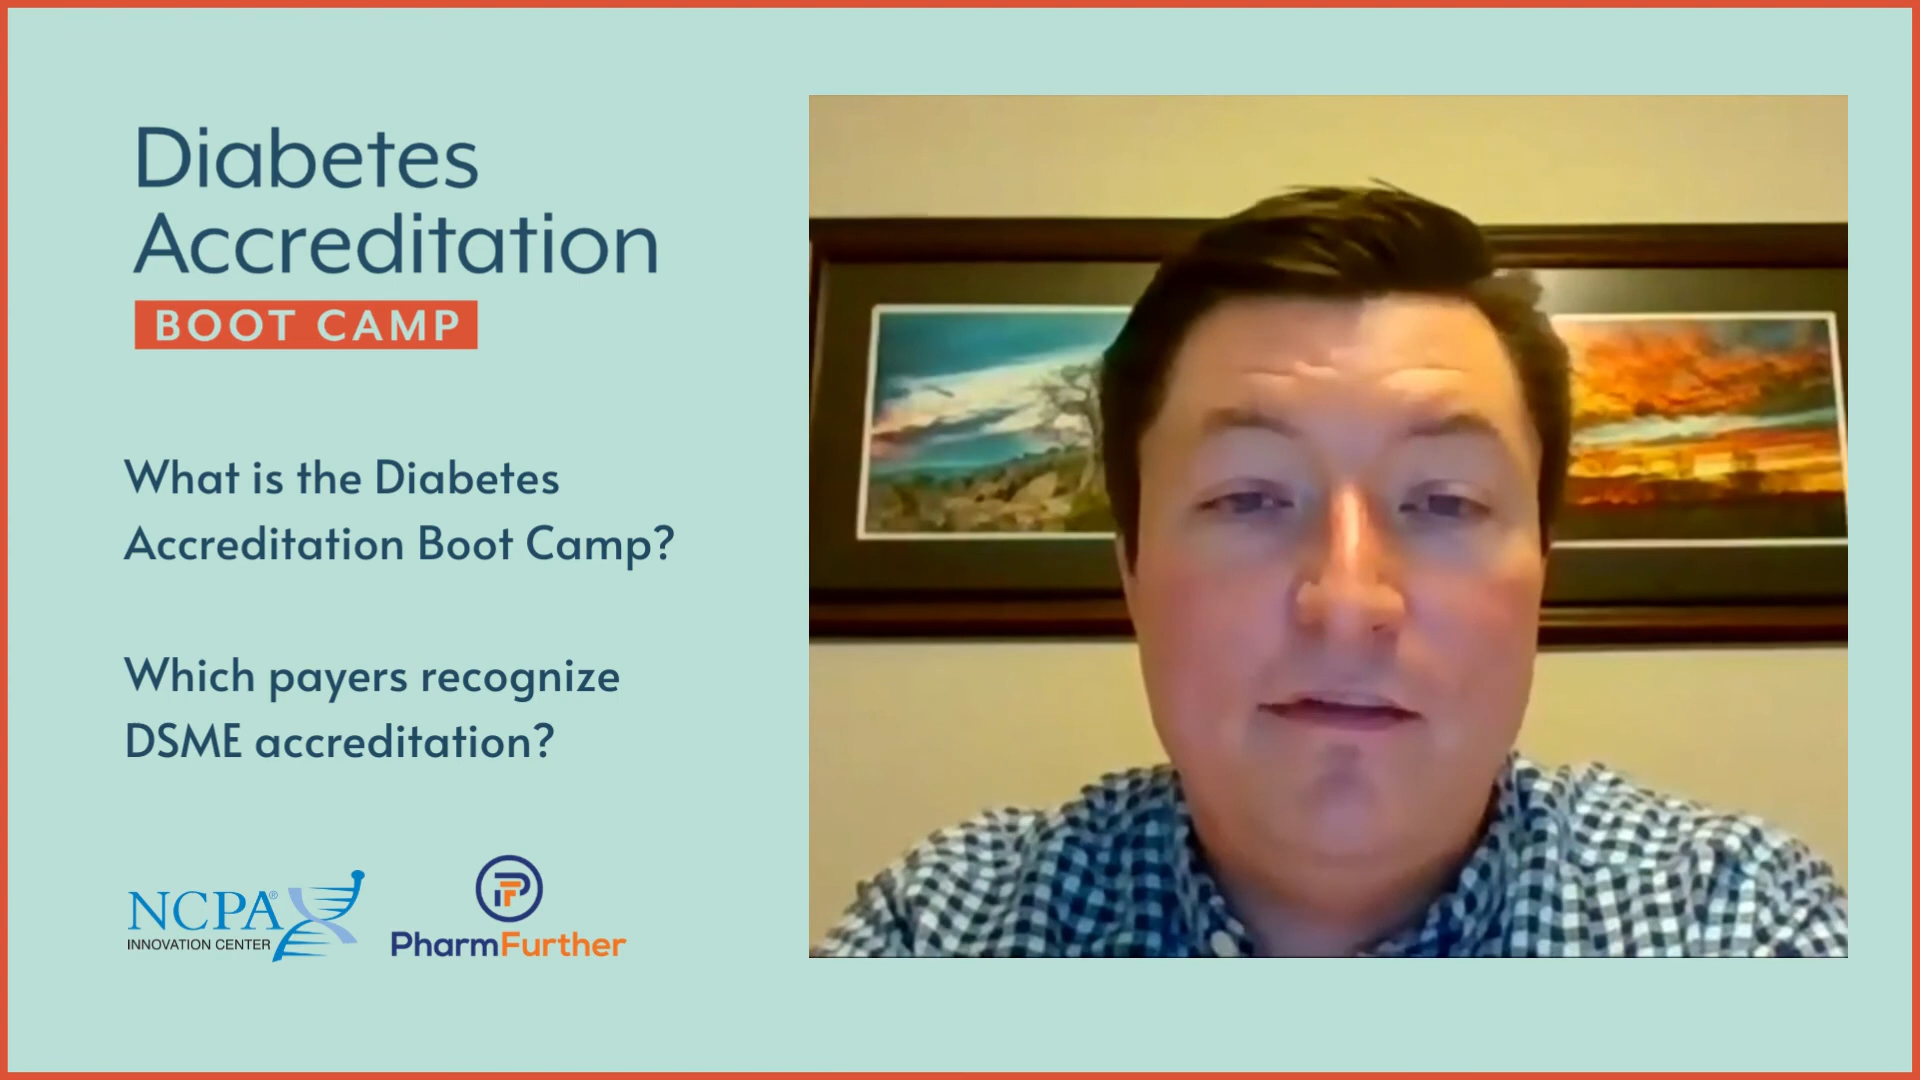 Diabetes
Accreditation
BOOT CAMP
What is the Diabetes
Accreditation Boot Camp?
Which payers recognize
DSME accreditation?
NCPA®
INNOVATION CENTER
PF
PharmFurther